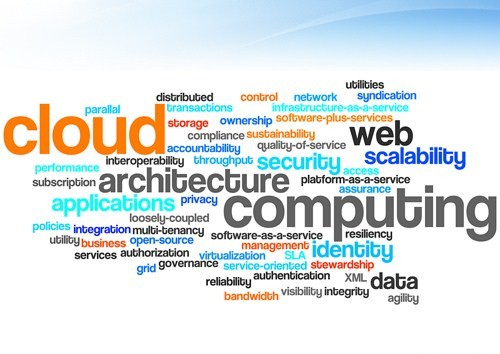 utilities
distributed control network syndication
parallal transactions infrastructure-as-a-service
cloud storage ownership software-plus-services
compliance sustainability web
accountability quality-of-service scalability
interoperability throughput security access
performance
subscription architecture platform-as-a-service
assurance
applications privacy computing
loosely-coupled
policies integration multi-tenancy software-as-a-service resiliency
utility business open-source management identity
services authorization virtualization SLA
grid governance service-oriented stewardship
authentication XML data
reliability
bandwidth visibility integrity agility